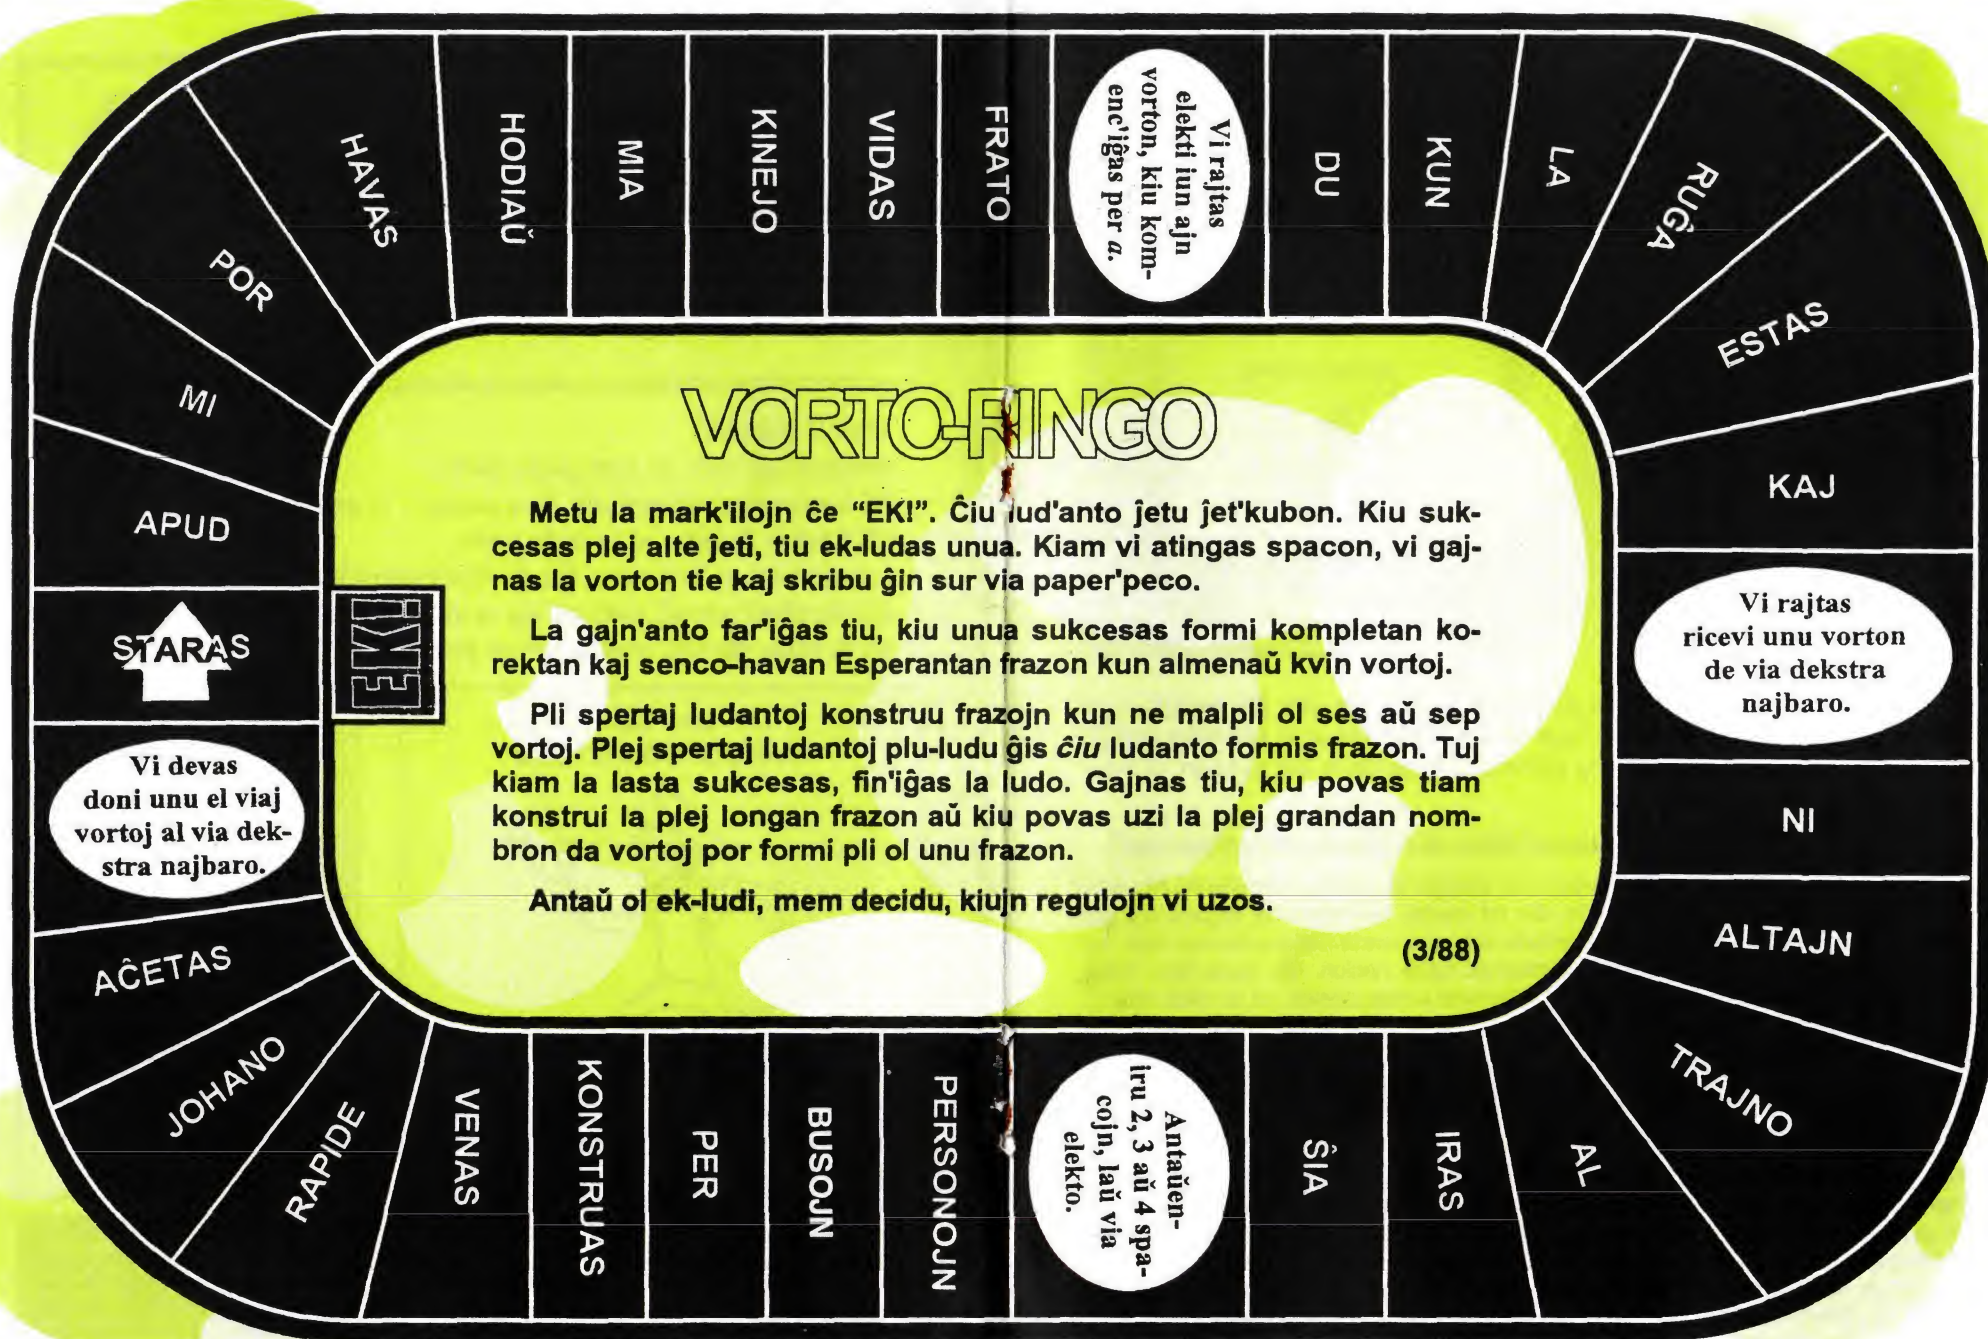 HAVAS
HODIAŬ
MIA
KINEJO
VIDAS
FRATO
Vi rajtas
elekti iun ajn
vorton, kiu kom-
enc'iĝas per a.
DU
KUN
LA
RUĜA
ESTAS
KAJ
Vi rajtas
ricevi unu vorton
de via dekstra
najbaro.
NI
ALTAJN
TRAJNO
AL
IRAS
ŜIA
Antaŭen-
iru 2, 3 aŭ 4 spa-
cojn, laŭ via
elekto.
PERSONOJN
BUSOJN
PER
KONSTRUAS
VENAS
RAPIDE
JOHANO
AĈETAS
Vi devas
doni unu el viaj
vortoj al via dek-
stra najbaro.
STARAS
APUD
MI
POR
EK!
VORTO-RINGO
Metu la mark'ilojn ĉe “EK!”. Ĉiu lud'anto ĵetu ĵet'kubon. Kiu suk-
cesas plej alte ĵeti, tiu ek-ludas unua. Kiam vi atingas spacon, vi gaj-
nas la vorton tie kaj skribu ĝin sur via paper'peco.
La gajn'anto far'iĝas tiu, kiu unua sukcesas formi kompletan ko-
rektan kaj senco-havan Esperantan frazon kun almenaŭ kvin vortoj.
Pli spertaj ludantoj konstruu frazojn kun ne malpli ol ses aŭ sep
vortoj. Plej spertaj ludantoj plu-ludu ĝis ĉiu ludanto formis frazon. Tuj
kiam la lasta sukcesas, fin'iĝas la ludo. Gajnas tiu, kiu povas tiam
konstrui la plej longan frazon aŭ kiu povas uzi la plej grandan nom-
bron da vortoj por formi pli ol unu frazon.
Antaŭ ol ek-ludi, mem decidu, kiujn regulojn vi uzos.
(3/88)